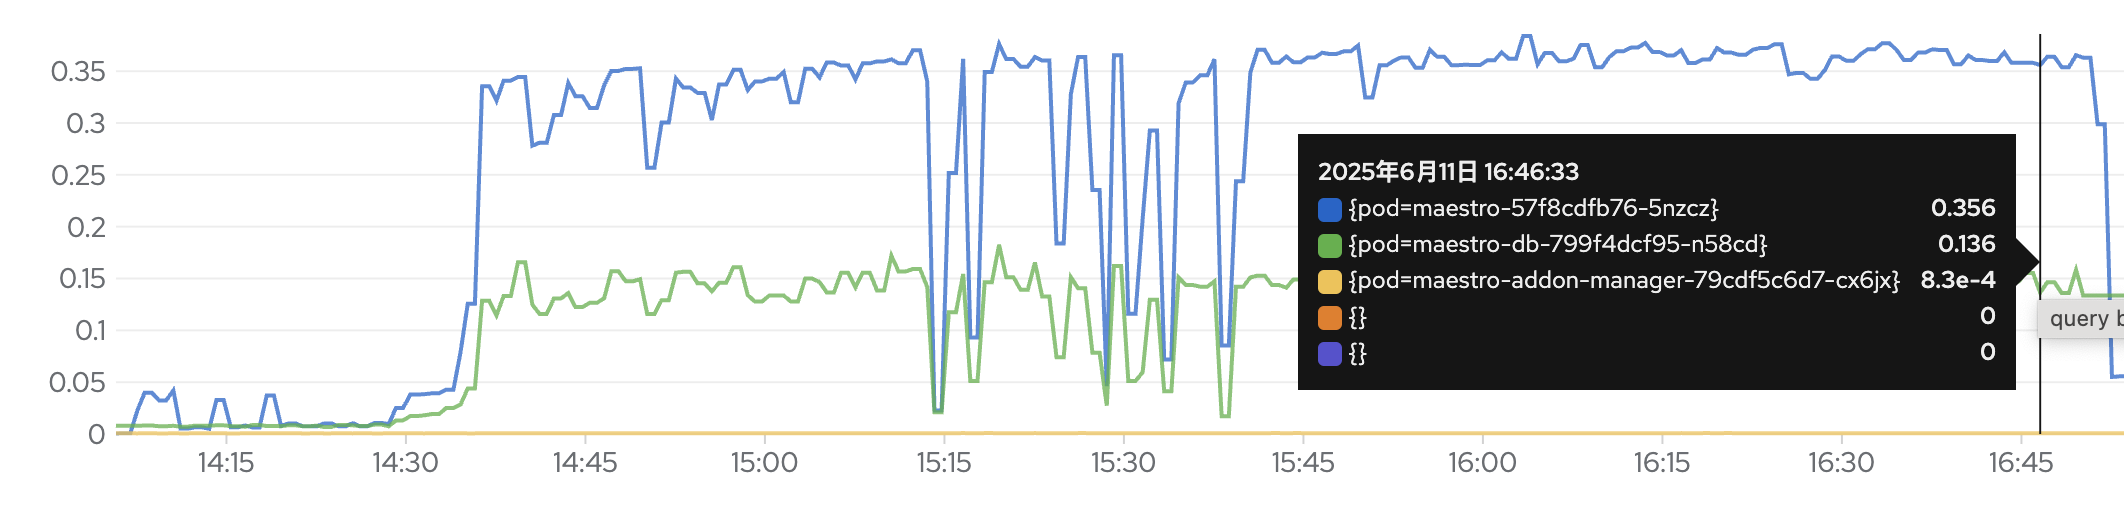 0.35
0.3
0.25
0.2
0.15
0.1
0.05
0
2025年6月11日 16:46:33
{pod=maestro-57f8cdfb76-5nzcz} 0.356
{pod=maestro-db-799f4dcf95-n58cd} 0.136
{pod=maestro-addon-manager-79cdf5c6d7-cx6jx} 8.3e-4
{} 0
{} 0
query b
14:15 14:30 14:45 15:00 15:15 15:30 15:45 16:00 16:15 16:30 16:45